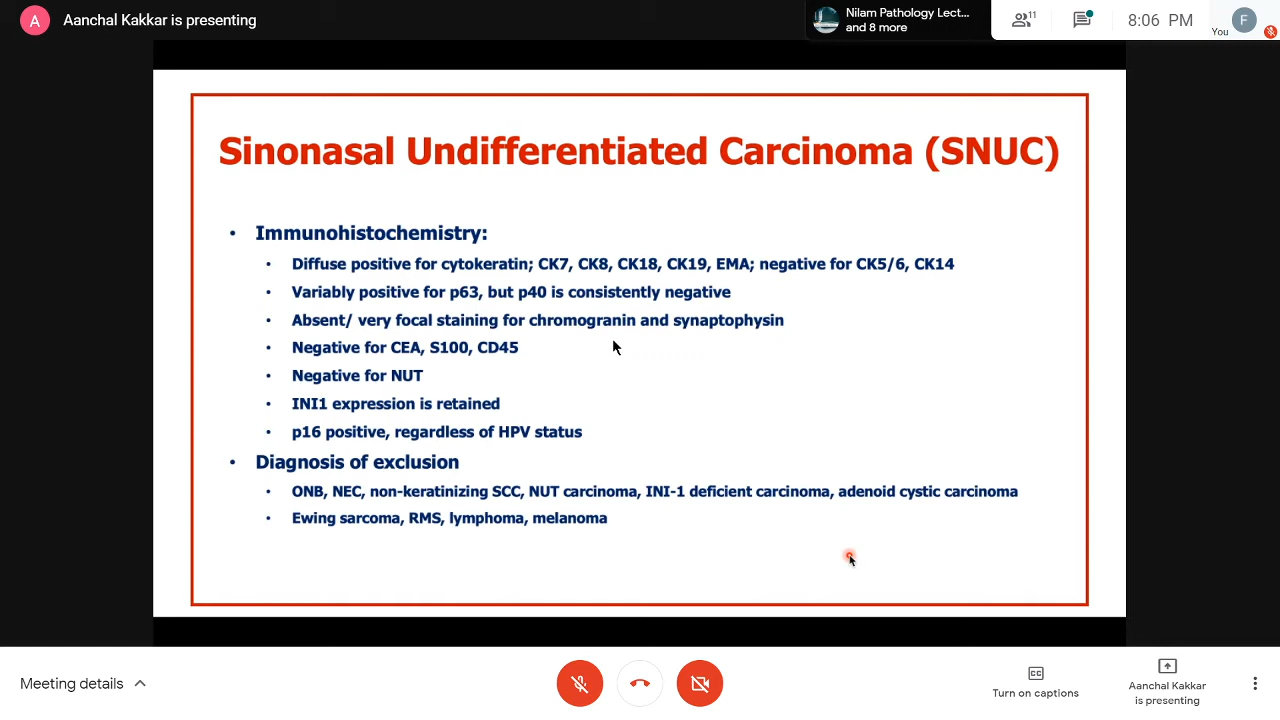 A
Aanchal Kakkar is presenting
Nilam Pathology Lect...
and 8 more
11
8:06 PM
You
F
Sinonasal Undifferentiated Carcinoma (SNUC)
• Immunohistochemistry:
• Diffuse positive for cytokeratin; CK7, CK8, CK18, CK19, EMA; negative for CK5/6, CK14
• Variably positive for p63, but p40 is consistently negative
• Absent/ very focal staining for chromogranin and synaptophysin
• Negative for CEA, S100, CD45
• Negative for NUT
• INI1 expression is retained
• p16 positive, regardless of HPV status
• Diagnosis of exclusion
• ONB, NEC, non-keratinizing SCC, NUT carcinoma, INI-1 deficient carcinoma, adenoid cystic carcinoma
• Ewing sarcoma, RMS, lymphoma, melanoma
Meeting details
CC
Turn on captions
Aanchal Kakkar
is presenting